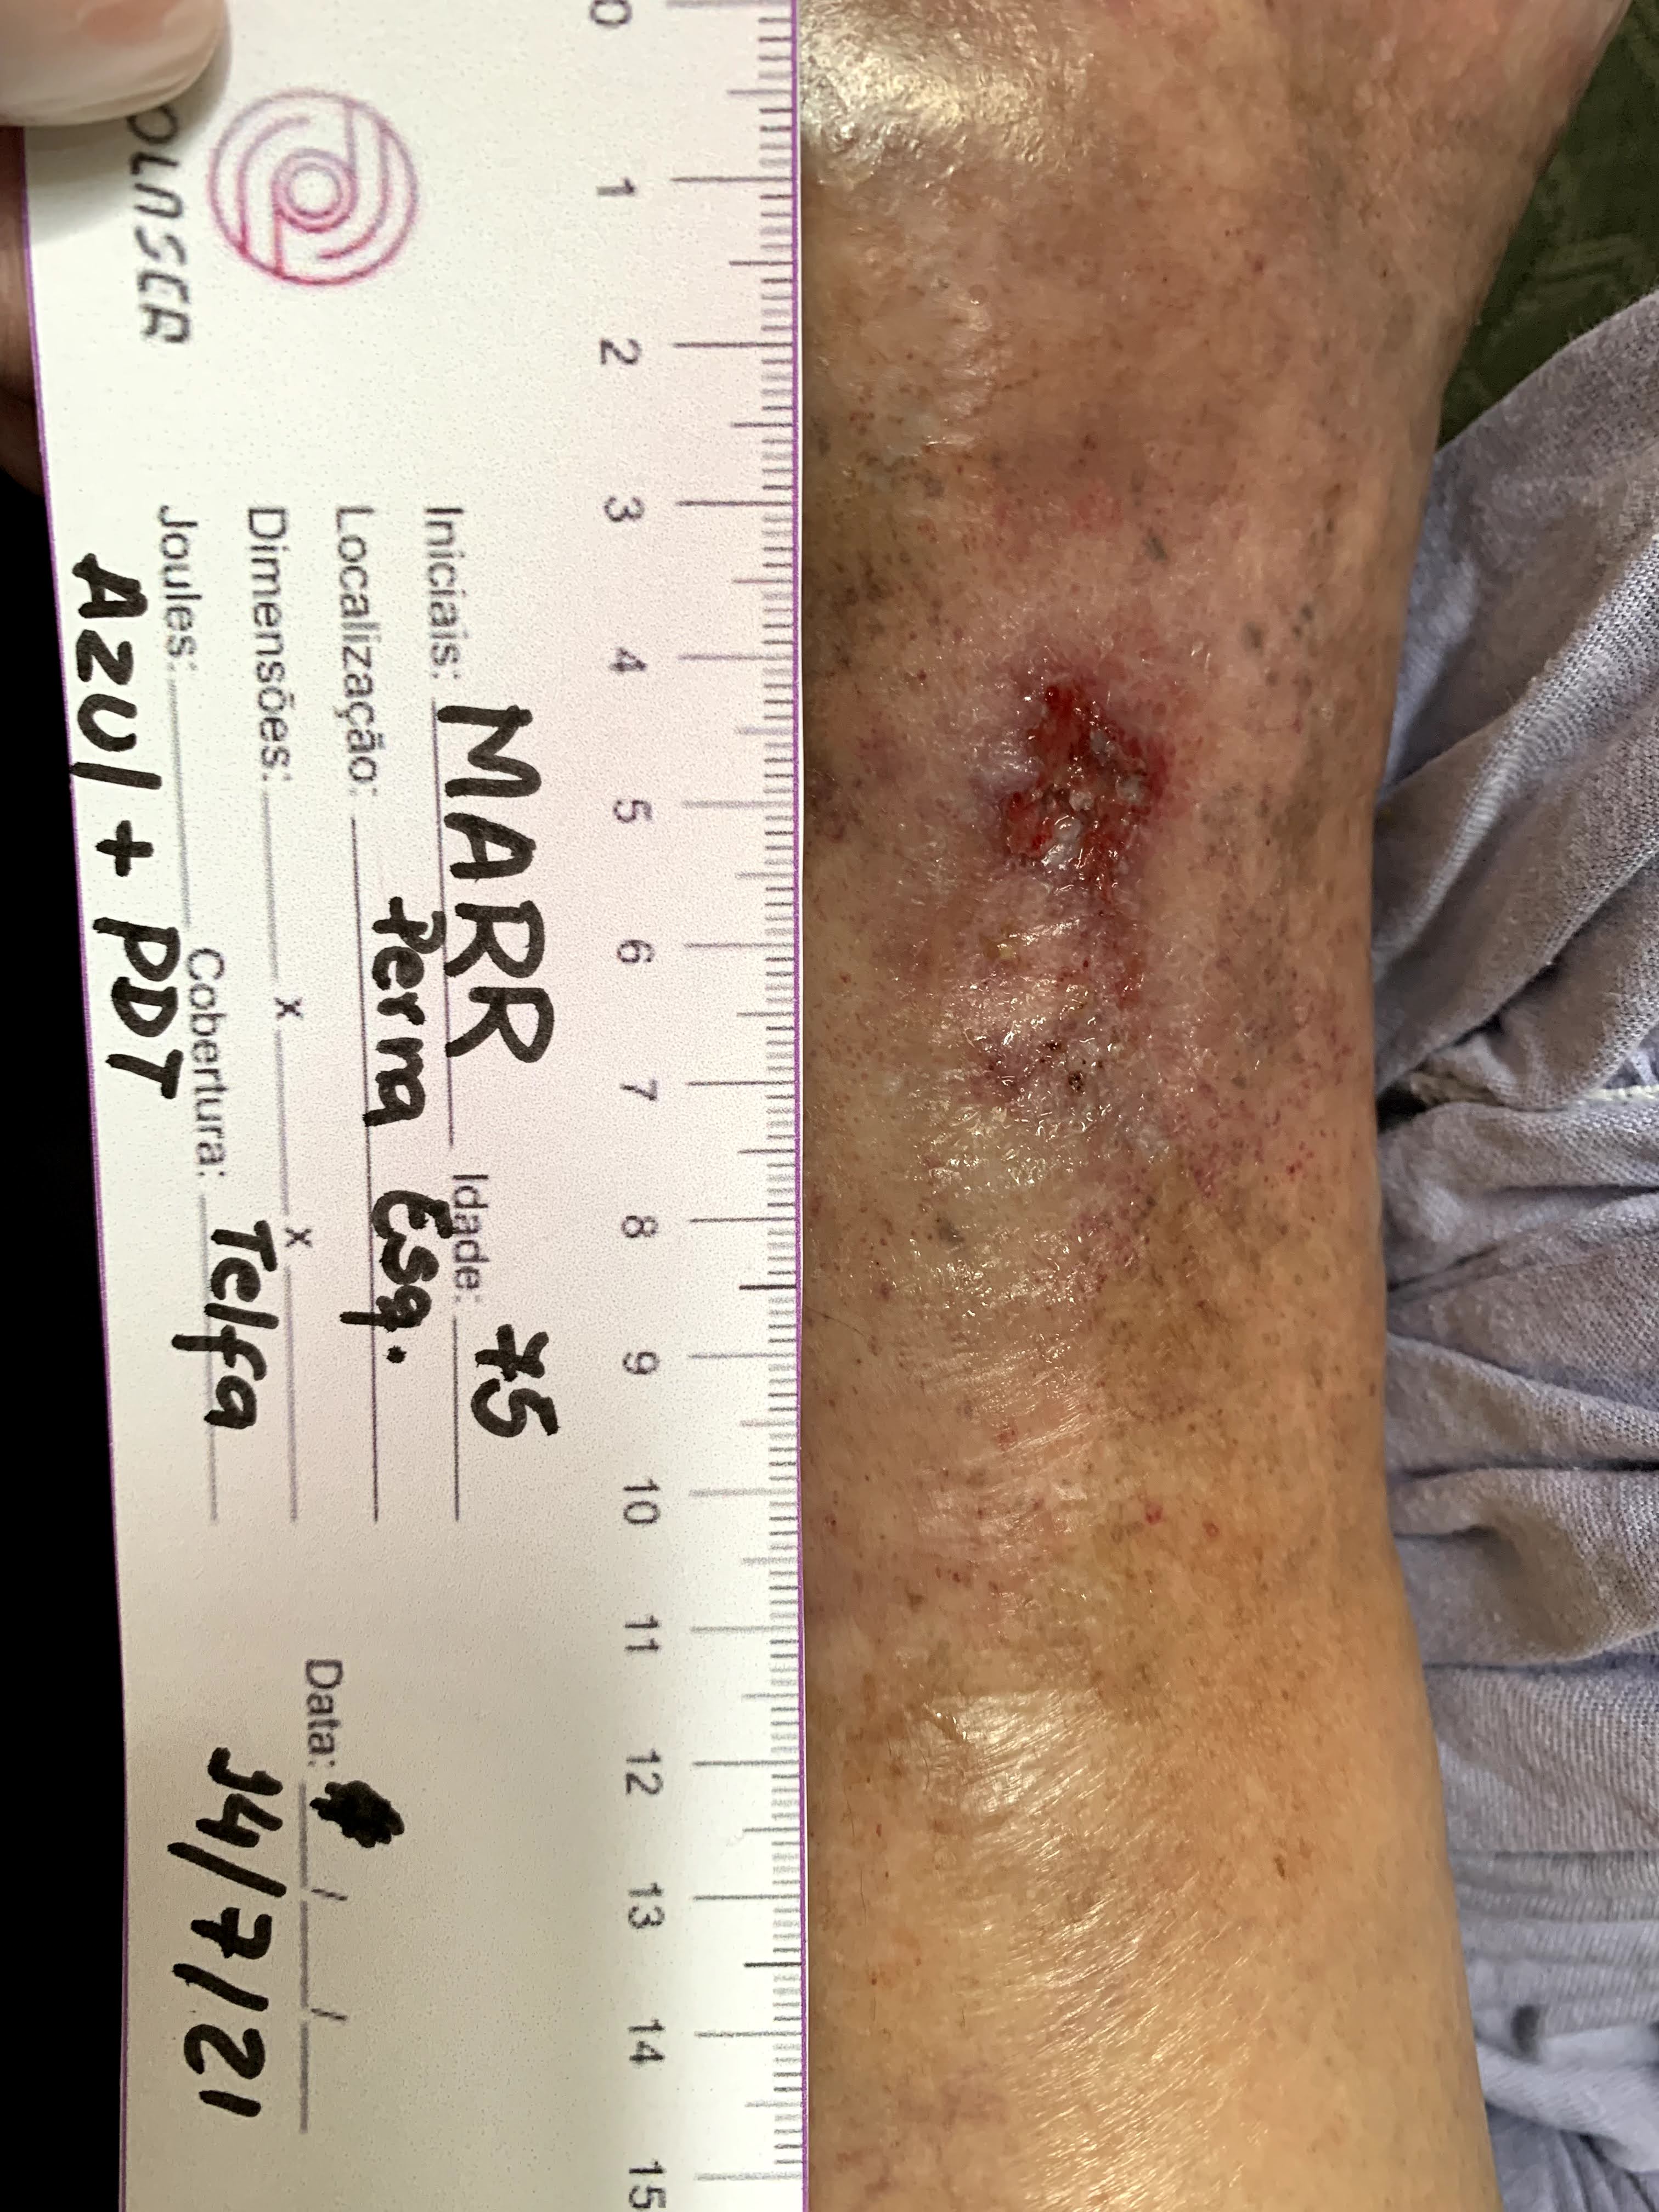 Iniciais: MARR Idade: 75
Localização: Perna Esq.
Dimensões: x x
Joules: Azul + PDT Cobertura: Telfa
Data: 14/7/21
0 1 2 3 4 5 6 7 8 9 10 11 12 13 14 15